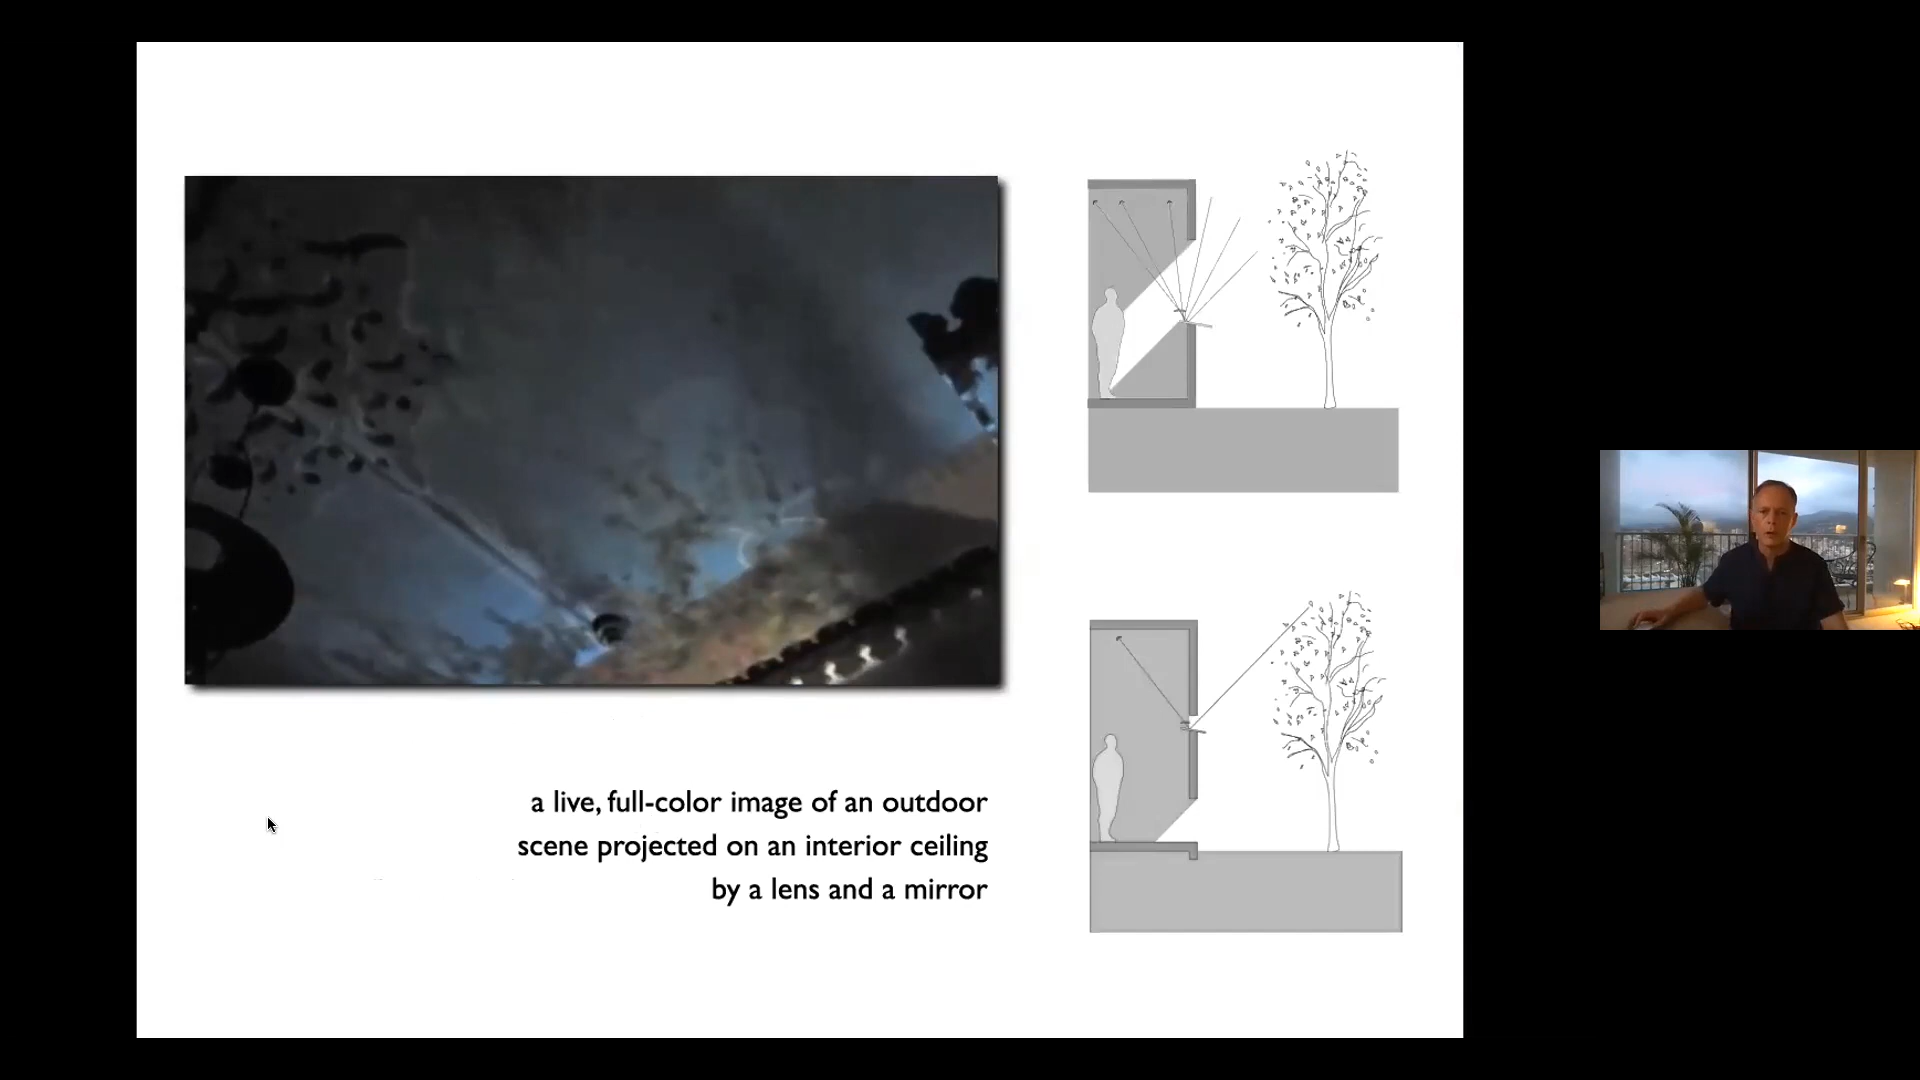 a live, full-color image of an outdoor
scene projected on an interior ceiling
by a lens and a mirror